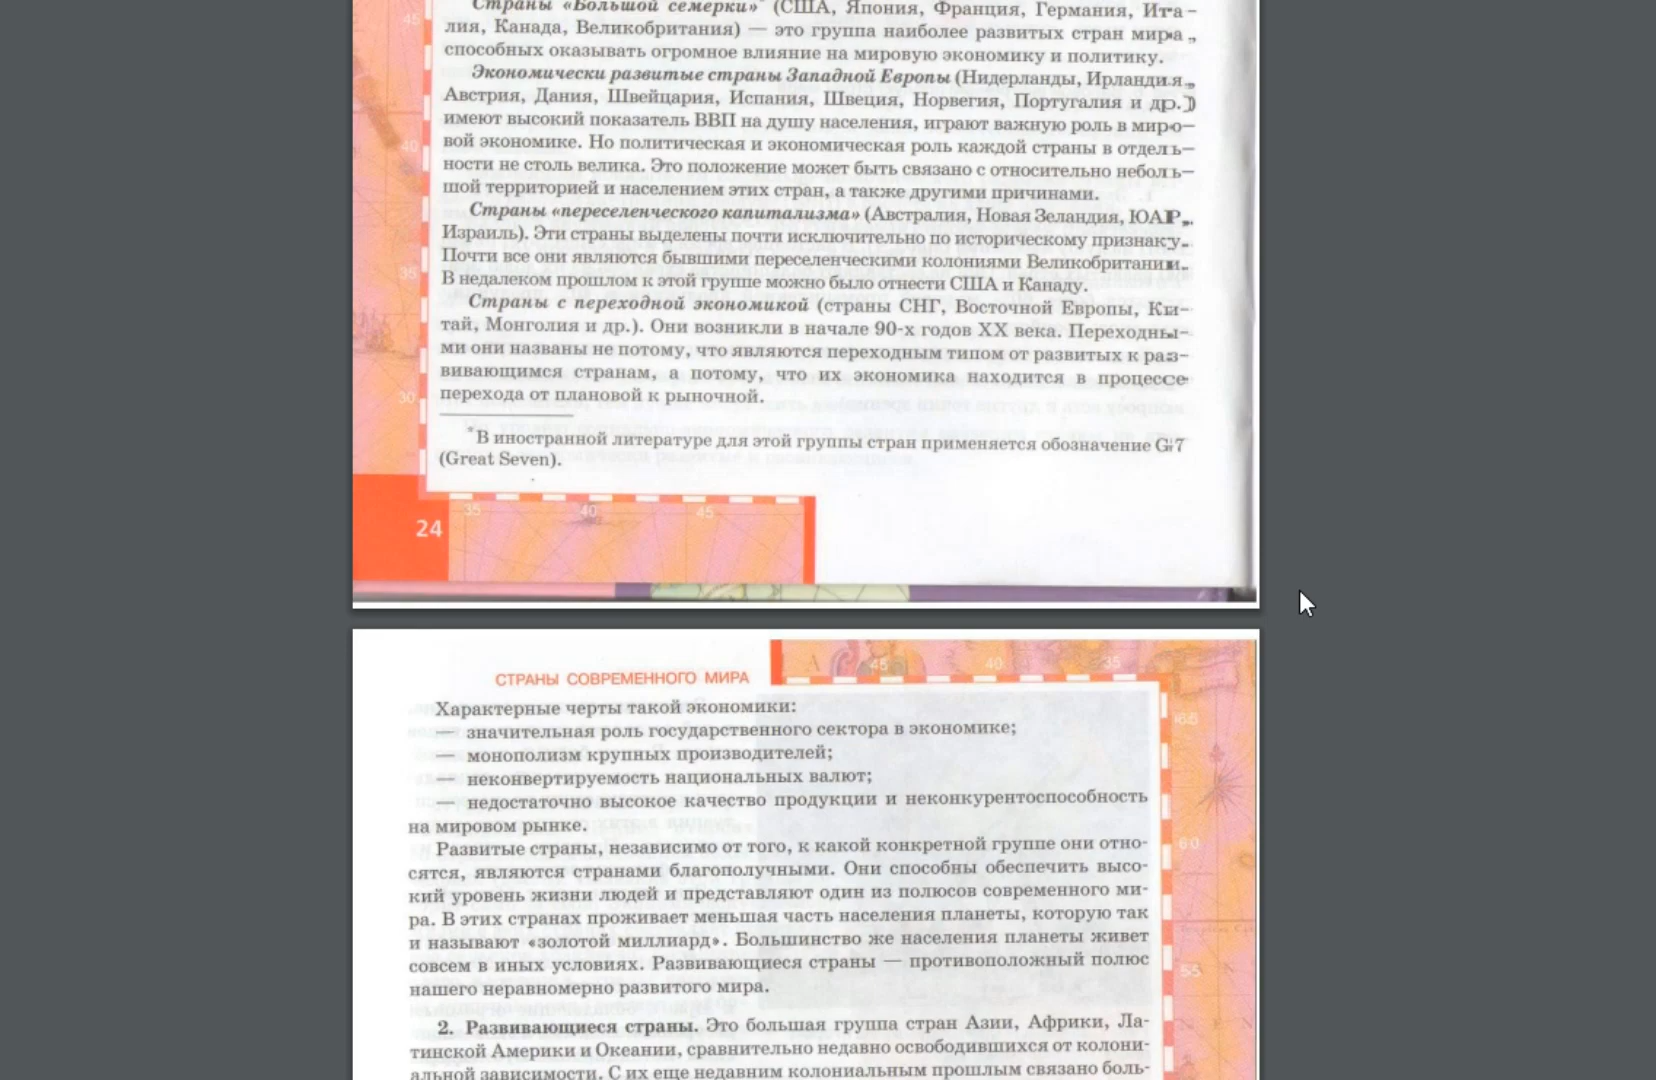 45
Страны «Большой семерки»* (США, Япония, Франция, Германия, Ита-
лия, Канада, Великобритания) — это группа наиболее развитых стран мира,
способных оказывать огромное влияние на мировую экономику и политику.
Экономически развитые страны Западной Европы (Нидерланды, Ирландия,
Австрия, Дания, Швейцария, Испания, Швеция, Норвегия, Португалия и др.)
имеют высокий показатель ВВП на душу населения, играют важную роль в миро-
40
вой экономике. Но политическая и экономическая роль каждой страны в отдель-
ности не столь велика. Это положение может быть связано с относительно неболь-
шой территорией и населением этих стран, а также другими причинами.
Страны «переселенческого капитализма» (Австралия, Новая Зеландия, ЮАР,
Израиль). Эти страны выделены почти исключительно по историческому признаку.
Почти все они являются бывшими переселенческими колониями Великобритании.
35
В недалеком прошлом к этой группе можно было отнести США и Канаду.
Страны с переходной экономикой (страны СНГ, Восточной Европы, Ки-
тай, Монголия и др.). Они возникли в начале 90-х годов XX века. Переходны-
ми они названы не потому, что являются переходным типом от развитых к раз-
вивающимся странам, а потому, что их экономика находится в процессе
30
перехода от плановой к рыночной.
*В иностранной литературе для этой группы стран применяется обозначение G7
(Great Seven).
35 40 45
24
45 40 35
СТРАНЫ СОВРЕМЕННОГО МИРА
Характерные черты такой экономики:
65
— значительная роль государственного сектора в экономике;
— монополизм крупных производителей;
— неконвертируемость национальных валют;
— недостаточно высокое качество продукции и неконкурентоспособность
на мировом рынке.
60
Развитые страны, независимо от того, к какой конкретной группе они отно-
сятся, являются странами благополучными. Они способны обеспечить высо-
кий уровень жизни людей и представляют один из полюсов современного ми-
ра. В этих странах проживает меньшая часть населения планеты, которую так
и называют «золотой миллиард». Большинство же населения планеты живет
совсем в иных условиях. Развивающиеся страны — противоположный полюс
55
нашего неравномерно развитого мира.
2. Развивающиеся страны. Это большая группа стран Азии, Африки, Ла-
тинской Америки и Океании, сравнительно недавно освободившихся от колони-
альной зависимости. С их еще недавним колониальным прошлым связано боль-